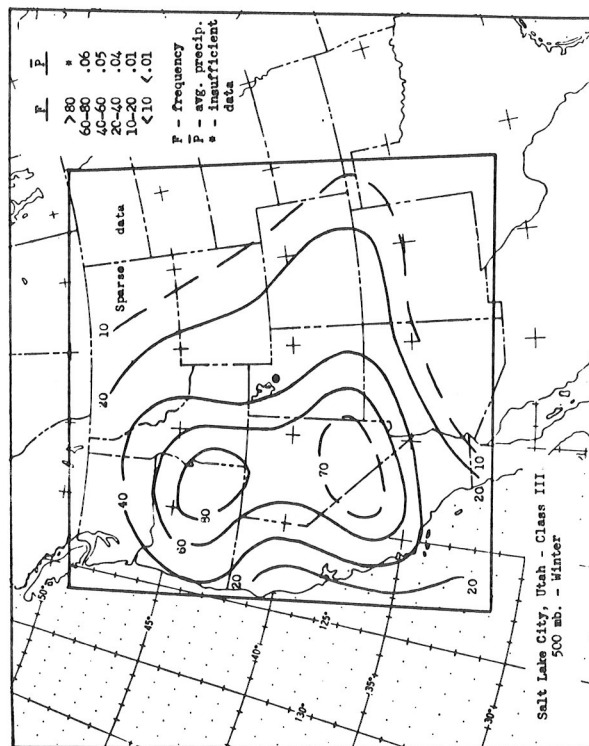 F P̄
>80 *
60-80 .06
4C-60 .05
2C-40 .04
10-20 .01
<10 <.01
F - frequency
P̄ - avg. precip.
* - insufficient
data
Sparse data
10
20
40
60
80
20
70
20
10
20
50°
45°
40°
125°
130°
35°
30°
Salt Lake City, Utah - Class III
500 mb. - Winter